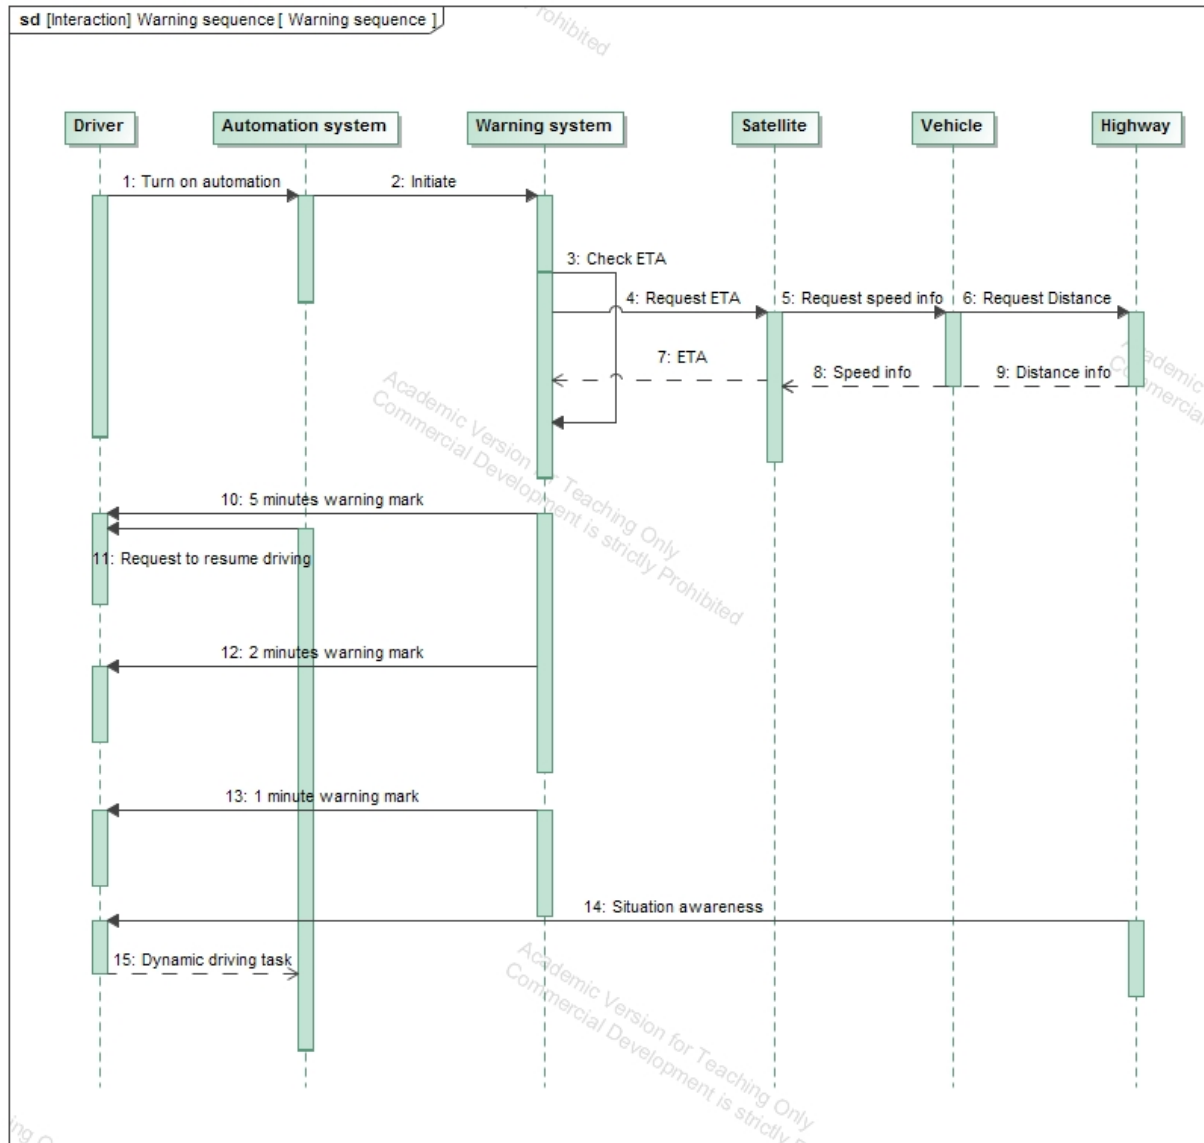 sd [Interaction] Warning sequence [ Warning sequence ]
Prohibited
Driver
Automation system
Warning system
Satellite
Vehicle
Highway
1: Turn on automation
2: Initiate
3: Check ETA
4: Request ETA
5: Request speed info
6: Request Distance
7: ETA
8: Speed info
9: Distance info
Academic
Commercial
Academic Version for Teaching Only
Commercial Development is strictly Prohibited
10: 5 minutes warning mark
11: Request to resume driving
12: 2 minutes warning mark
13: 1 minute warning mark
14: Situation awareness
15: Dynamic driving task
Academic Version for Teaching Only
Commercial Development is strictly